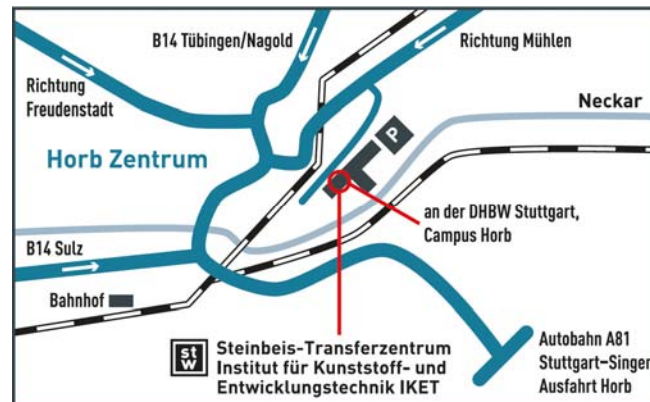 B14 Tübingen/Nagold
Richtung Mühlen
Richtung
Freudenstadt
Neckar
P
Horb Zentrum
an der DHBW Stuttgart,
Campus Horb
B14 Sulz
Bahnhof
stw
Steinbeis-Transferzentrum
Institut für Kunststoff- und
Entwicklungstechnik IKET
Autobahn A81
Stuttgart–Singen
Ausfahrt Horb